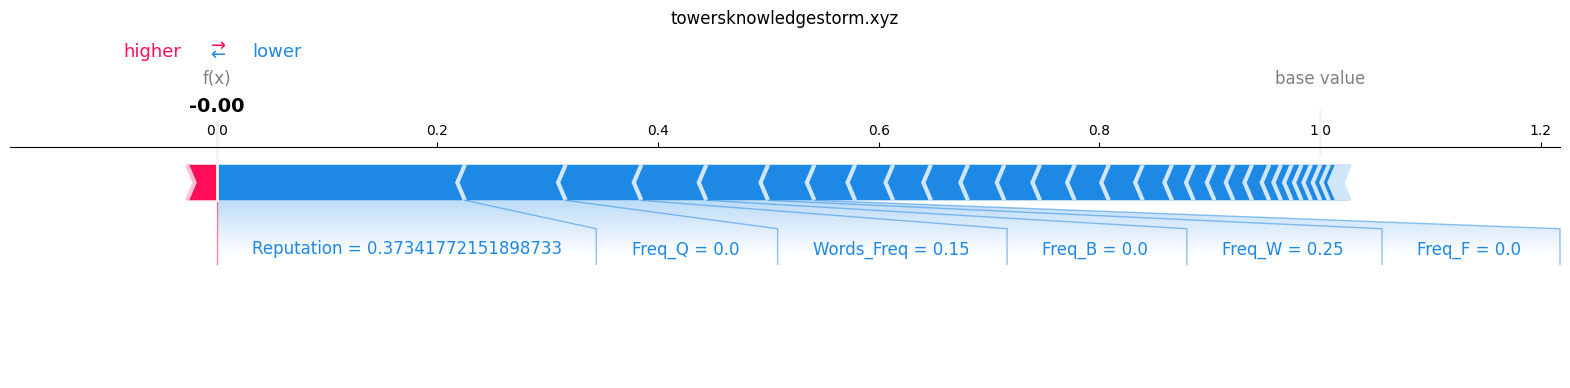 towersknowledgestorm.xyz
higher → ← lower
f(x)
base value
-0.00
0.0 0.2 0.4 0.6 0.8 1.0 1.2
Reputation = 0.37341772151898733
Freq_Q = 0.0
Words_Freq = 0.15
Freq_B = 0.0
Freq_W = 0.25
Freq_F = 0.0